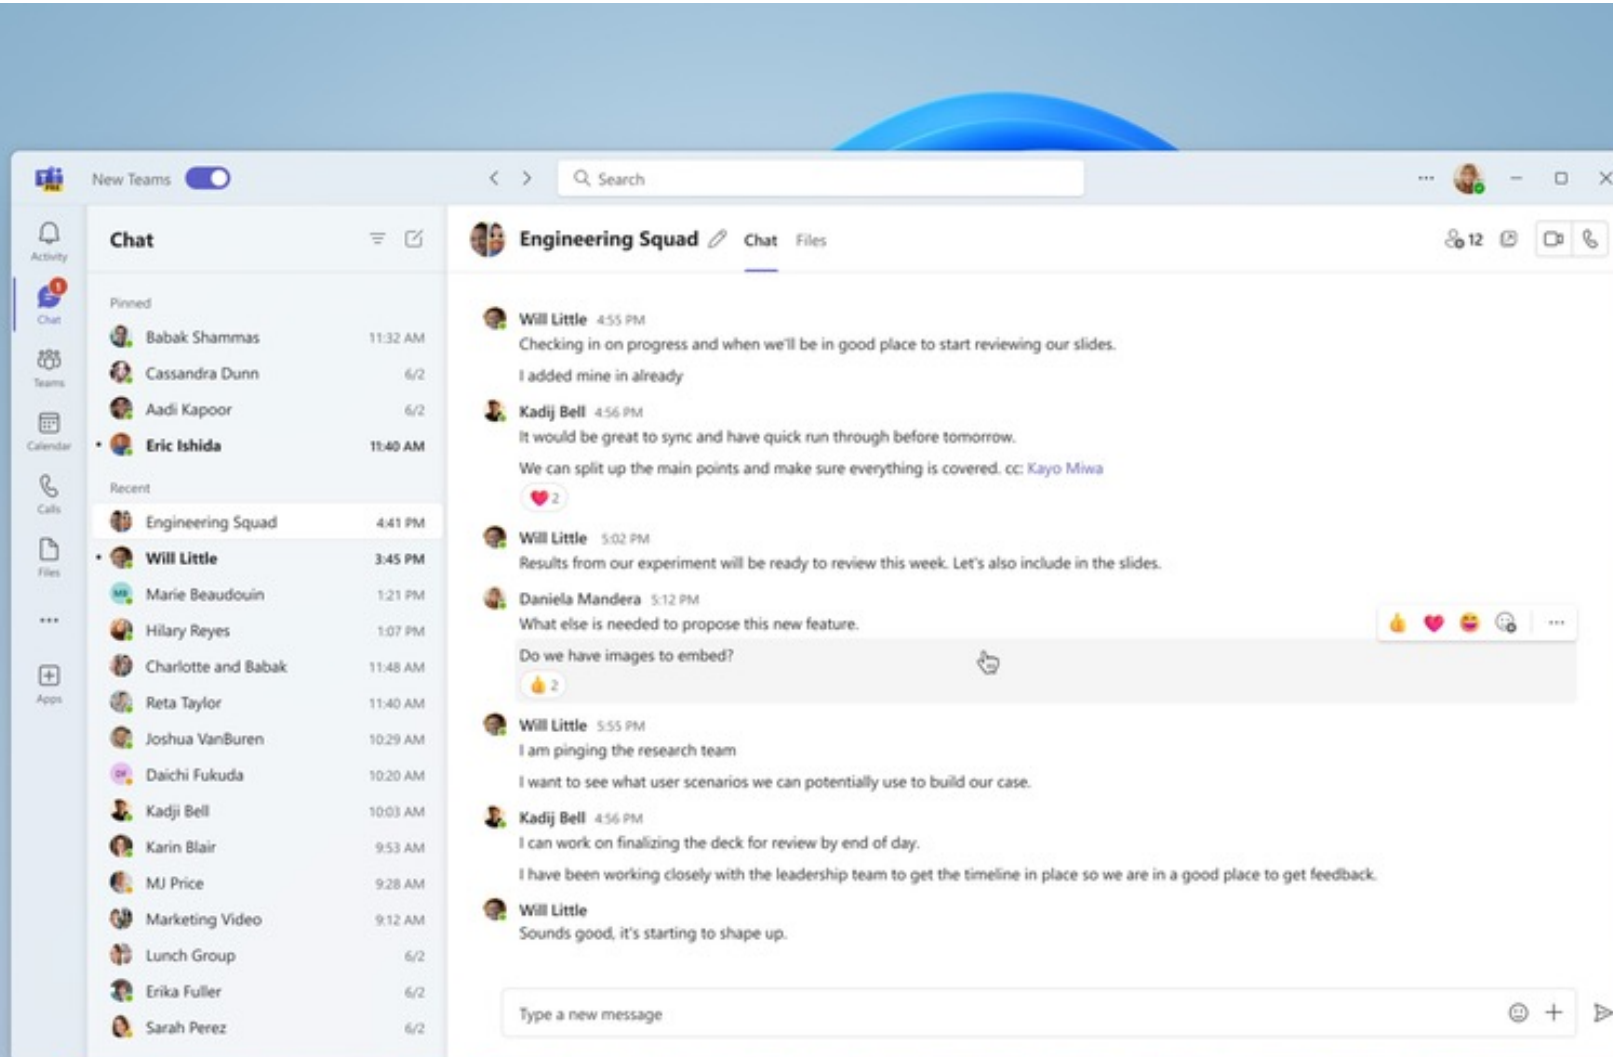 New Teams
Search
Activity
1
Chat
Teams
Calendar
Calls
Files
Apps
Chat
Pinned
Babak Shammas 11:32 AM
Cassandra Dunn 6/2
Aadi Kapoor 6/2
Eric Ishida 11:40 AM
Recent
Engineering Squad 4:41 PM
Will Little 3:45 PM
Marie Beaudouin 1:21 PM
Hilary Reyes 1:07 PM
Charlotte and Babak 11:48 AM
Reta Taylor 11:40 AM
Joshua VanBuren 10:29 AM
DF Daichi Fukuda 10:20 AM
Kadji Bell 10:03 AM
Karin Blair 9:53 AM
MJ Price 9:28 AM
Marketing Video 9:12 AM
Lunch Group 6/2
Erika Fuller 6/2
Sarah Perez 6/2
Engineering Squad Chat Files 12
Will Little 4:55 PM
Checking in on progress and when we'll be in good place to start reviewing our slides.
I added mine in already
Kadij Bell 4:56 PM
It would be great to sync and have quick run through before tomorrow.
We can split up the main points and make sure everything is covered. cc: Kayo Miwa
2
Will Little 5:02 PM
Results from our experiment will be ready to review this week. Let's also include in the slides.
Daniela Mandera 5:12 PM
What else is needed to propose this new feature.
Do we have images to embed?
2
Will Little 5:55 PM
I am pinging the research team
I want to see what user scenarios we can potentially use to build our case.
Kadij Bell 4:56 PM
I can work on finalizing the deck for review by end of day.
I have been working closely with the leadership team to get the timeline in place so we are in a good place to get feedback.
Will Little
Sounds good, it's starting to shape up.
Type a new message